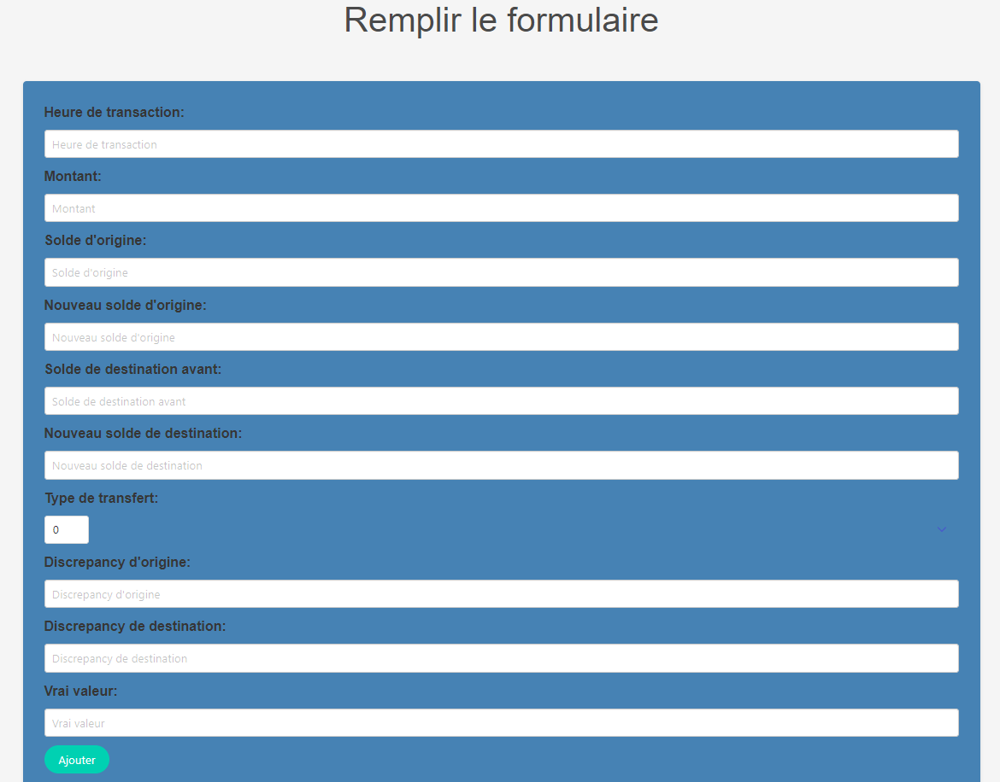 Remplir le formulaire
Heure de transaction:
Heure de transaction
Montant:
Montant
Solde d'origine:
Solde d'origine
Nouveau solde d'origine:
Nouveau solde d'origine
Solde de destination avant:
Solde de destination avant
Nouveau solde de destination:
Nouveau solde de destination
Type de transfert:
0
Discrepancy d'origine:
Discrepancy d'origine
Discrepancy de destination:
Discrepancy de destination
Vrai valeur:
Vrai valeur
Ajouter